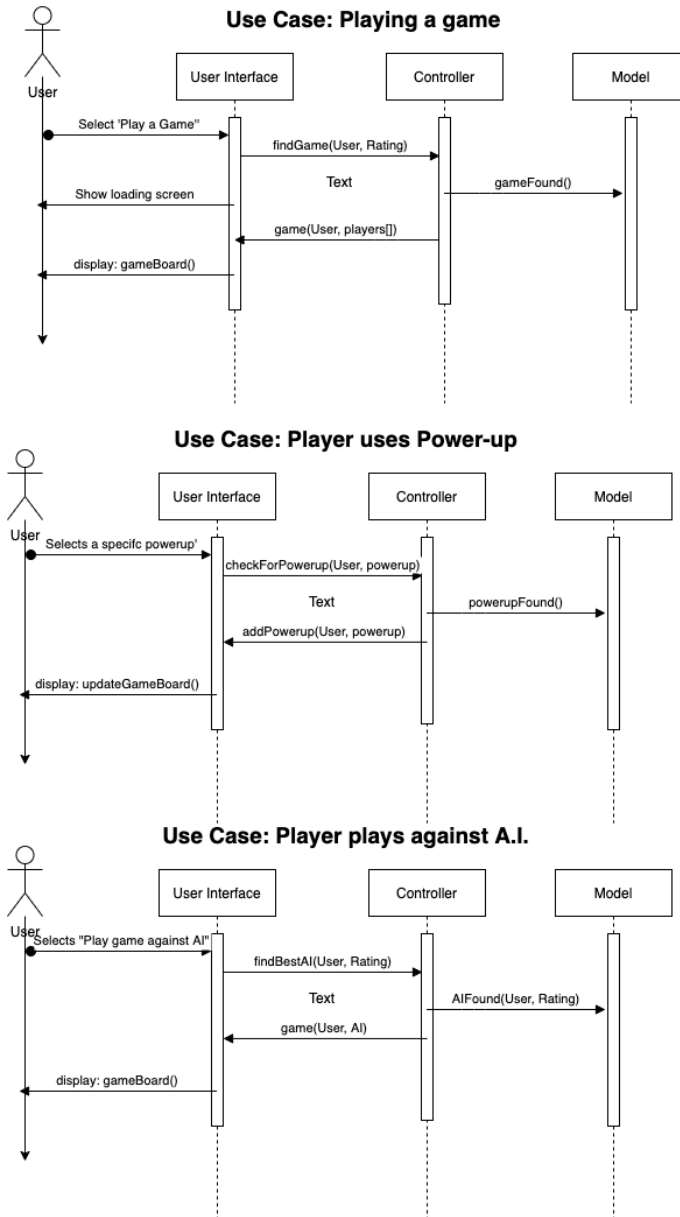 Use Case: Playing a game
User Interface
Controller
Model
User
Select 'Play a Game"
findGame(User, Rating)
Text
gameFound()
Show loading screen
game(User, players[])
display: gameBoard()
Use Case: Player uses Power-up
User Interface
Controller
Model
User
Selects a specifc powerup'
checkForPowerup(User, powerup)
Text
powerupFound()
addPowerup(User, powerup)
display: updateGameBoard()
Use Case: Player plays against A.I.
User Interface
Controller
Model
User
Selects "Play game against AI"
findBestAI(User, Rating)
Text
AIFound(User, Rating)
game(User, AI)
display: gameBoard()